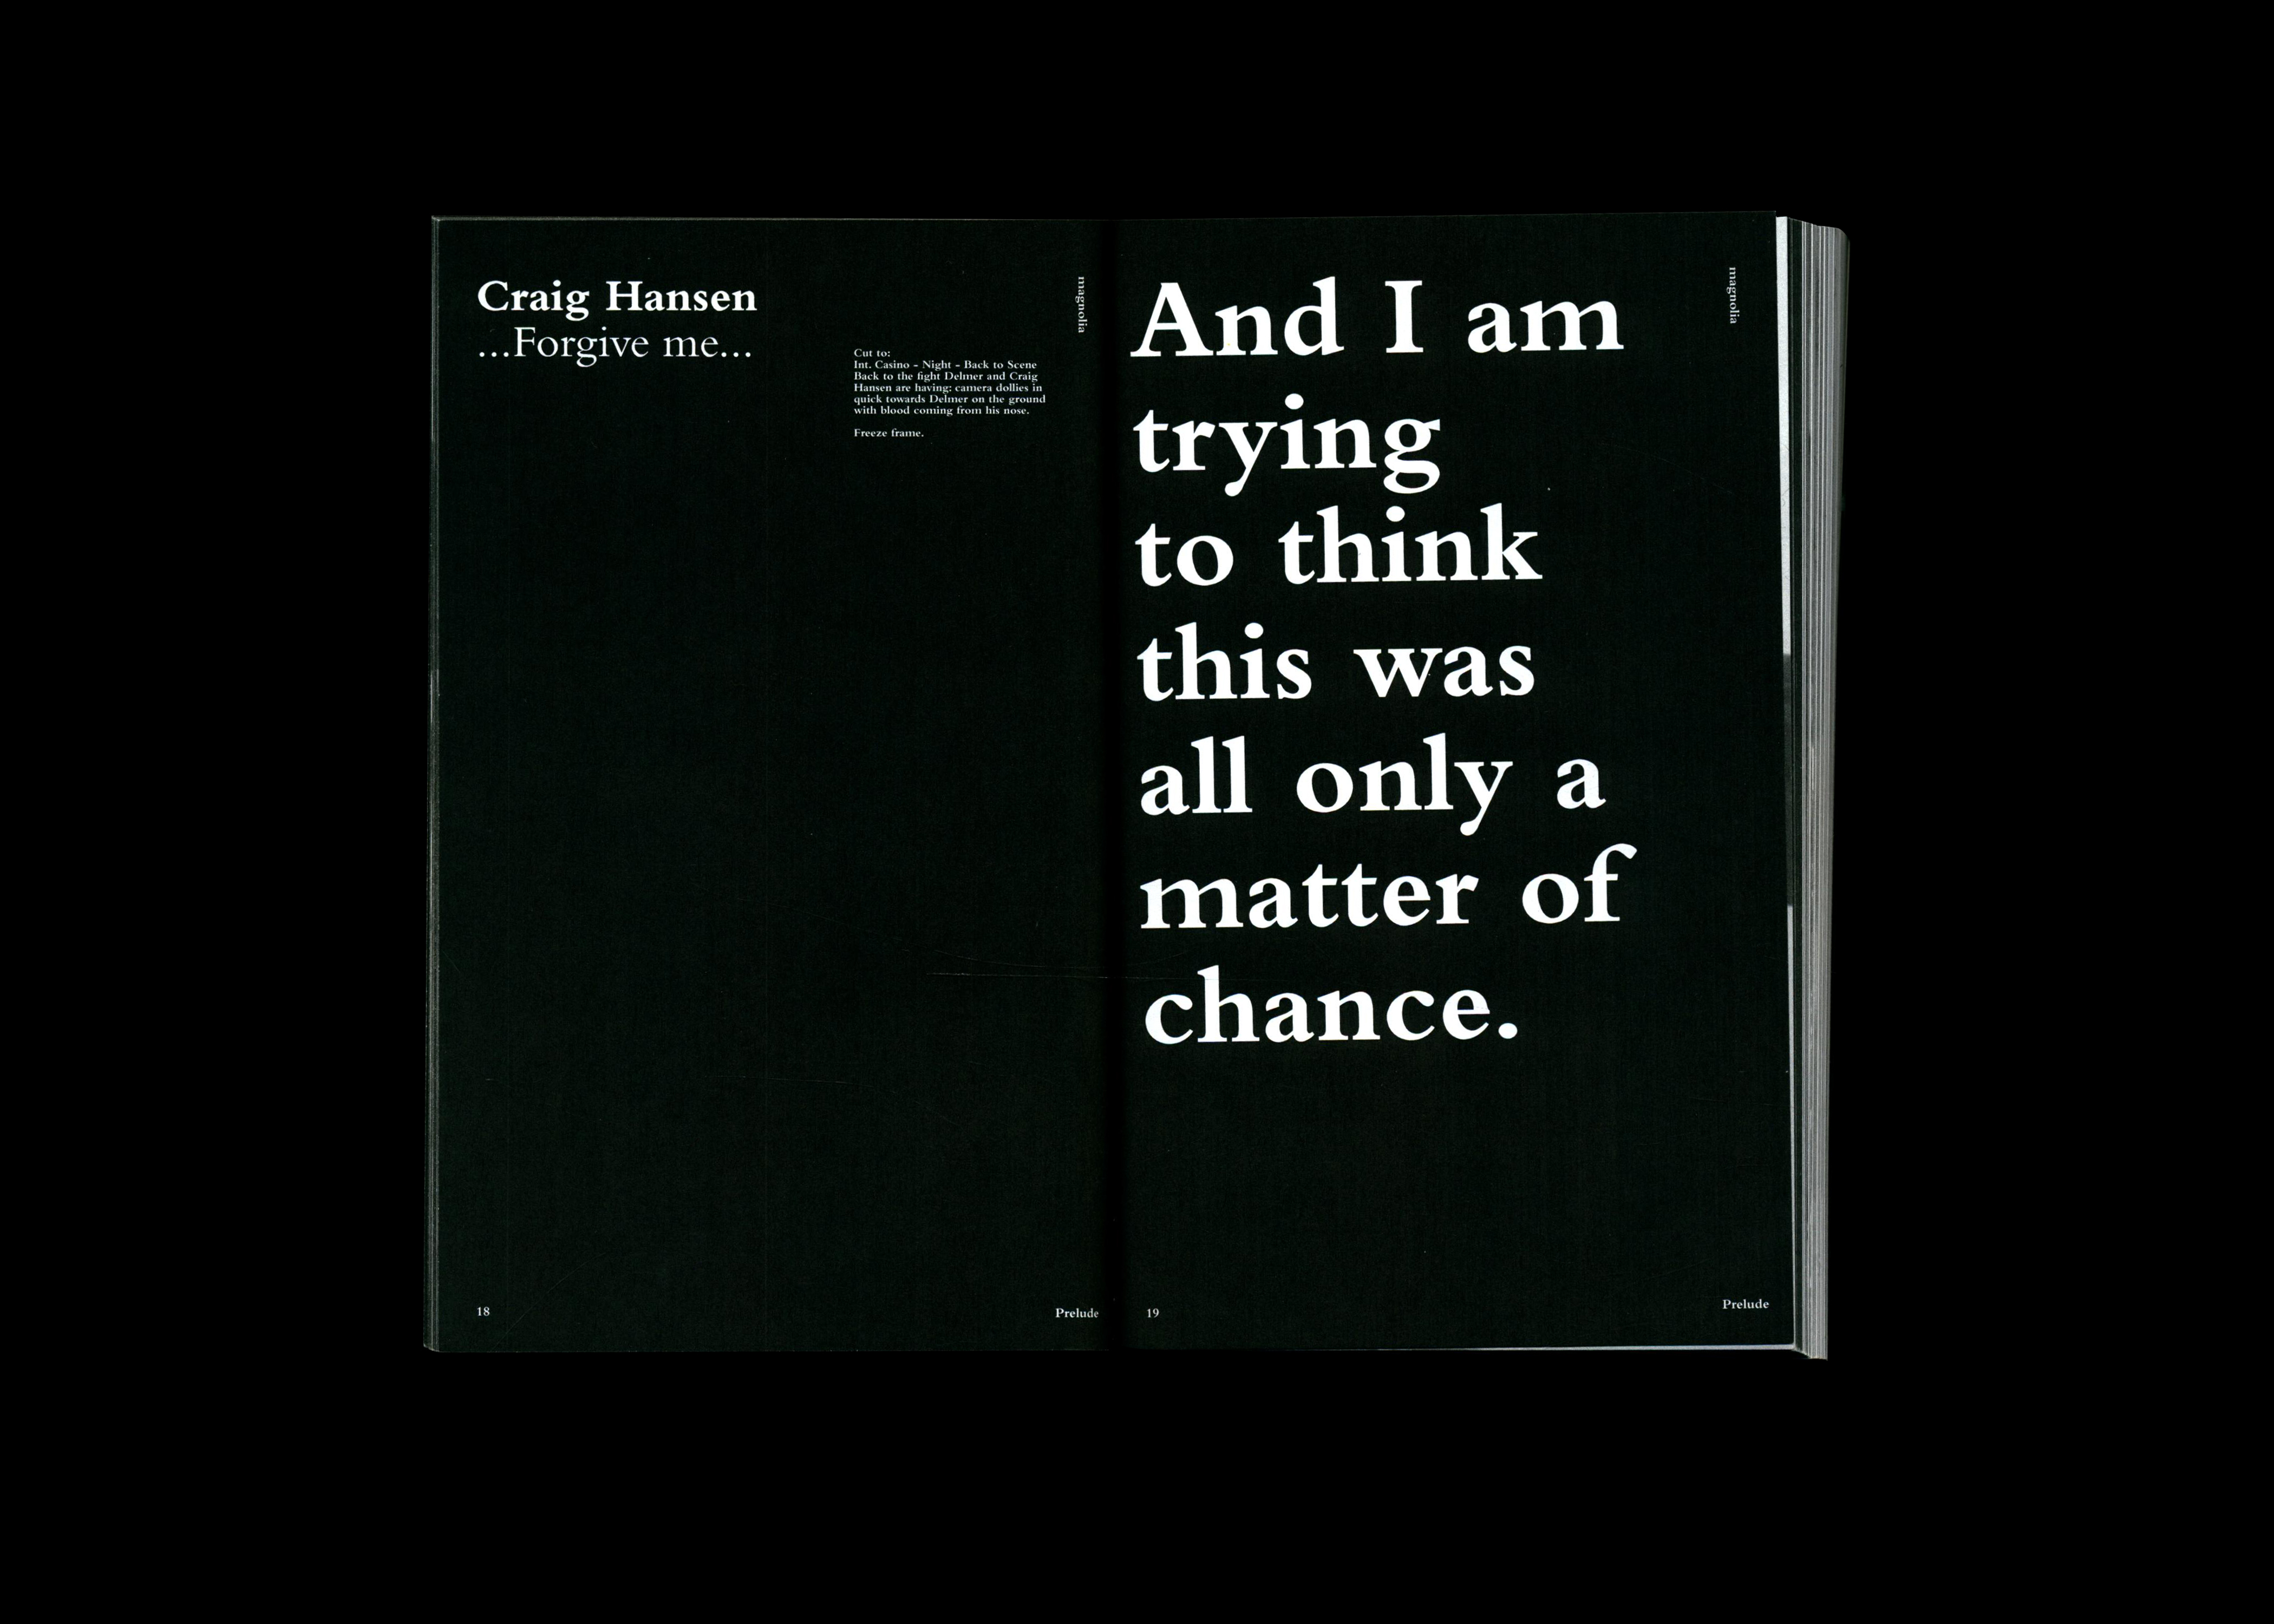 Craig Hansen
...Forgive me...
Cut to:
Int. Casino - Night - Back to Scene
Back to the fight Delmer and Craig
Hansen are having: camera dollies in
quick towards Delmer on the ground
with blood coming from his nose.
Freeze frame.
magnolia
18
Prelude
And I am
trying
to think
this was
all only a
matter of
chance.
magnolia
19
Prelude